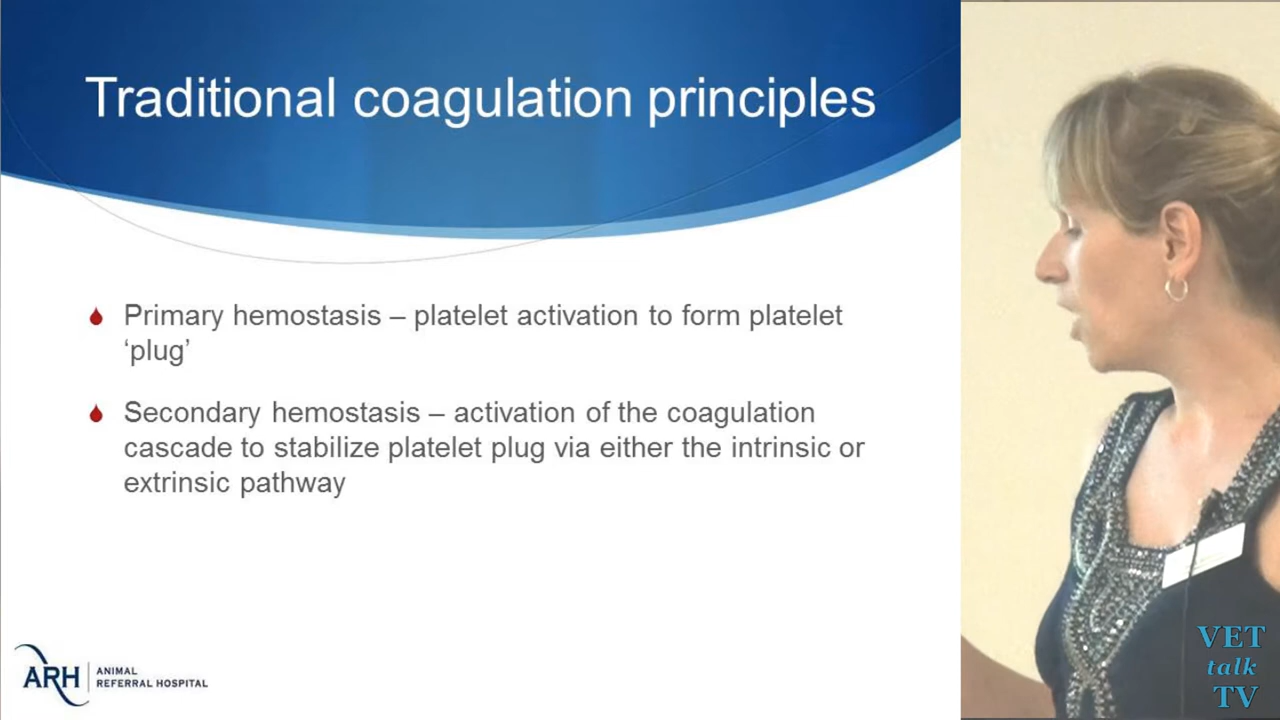 Traditional coagulation principles
Primary hemostasis – platelet activation to form platelet
‘plug’
Secondary hemostasis – activation of the coagulation
cascade to stabilize platelet plug via either the intrinsic or
extrinsic pathway
ARH
ANIMAL
REFERRAL HOSPITAL
VET
talk
TV